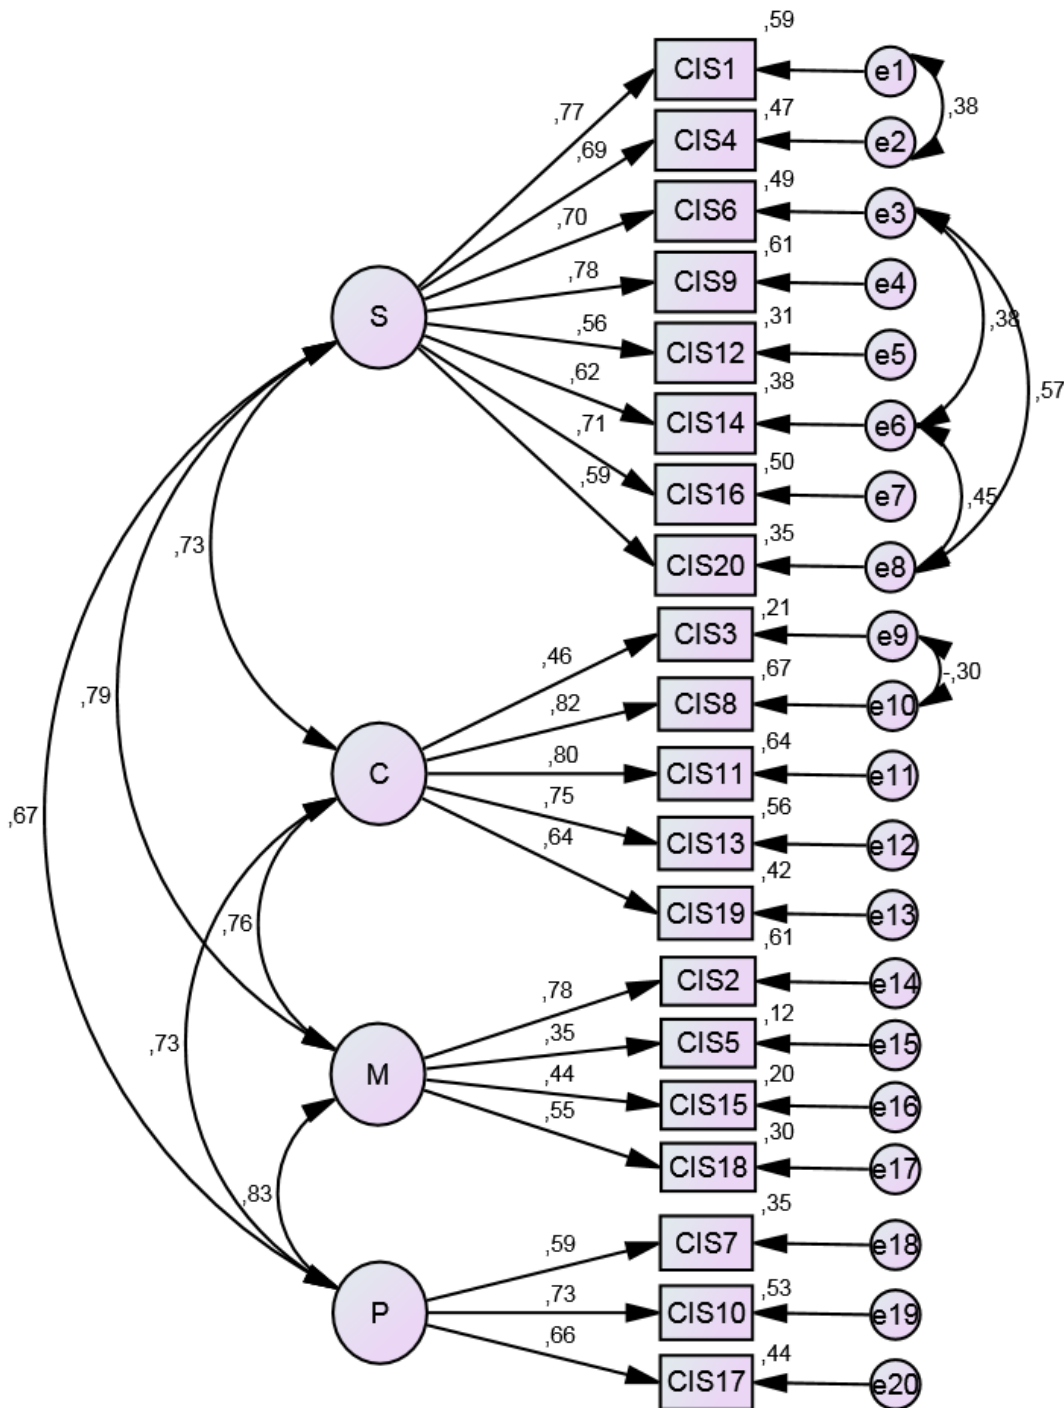 ,59
CIS1
e1
,77
,47
,38
CIS4
e2
,69
,49
CIS6
e3
,70
,61
CIS9
e4
,78
,31
,38
S
,56
CIS12
e5
,62
,38
,57
CIS14
e6
,71
,50
,59
CIS16
e7
,45
,35
,73
CIS20
e8
,21
CIS3
e9
,46
,67
-,30
,79
,82
CIS8
e10
,64
,80
C
CIS11
e11
,75
,56
,67
,64
CIS13
e12
,42
CIS19
e13
,76
,61
CIS2
e14
,78
,12
,73
,35
CIS5
e15
M
,44
,20
CIS15
e16
,55
,30
CIS18
e17
,83
,35
,59
CIS7
e18
,73
,53
P
CIS10
e19
,66
,44
CIS17
e20